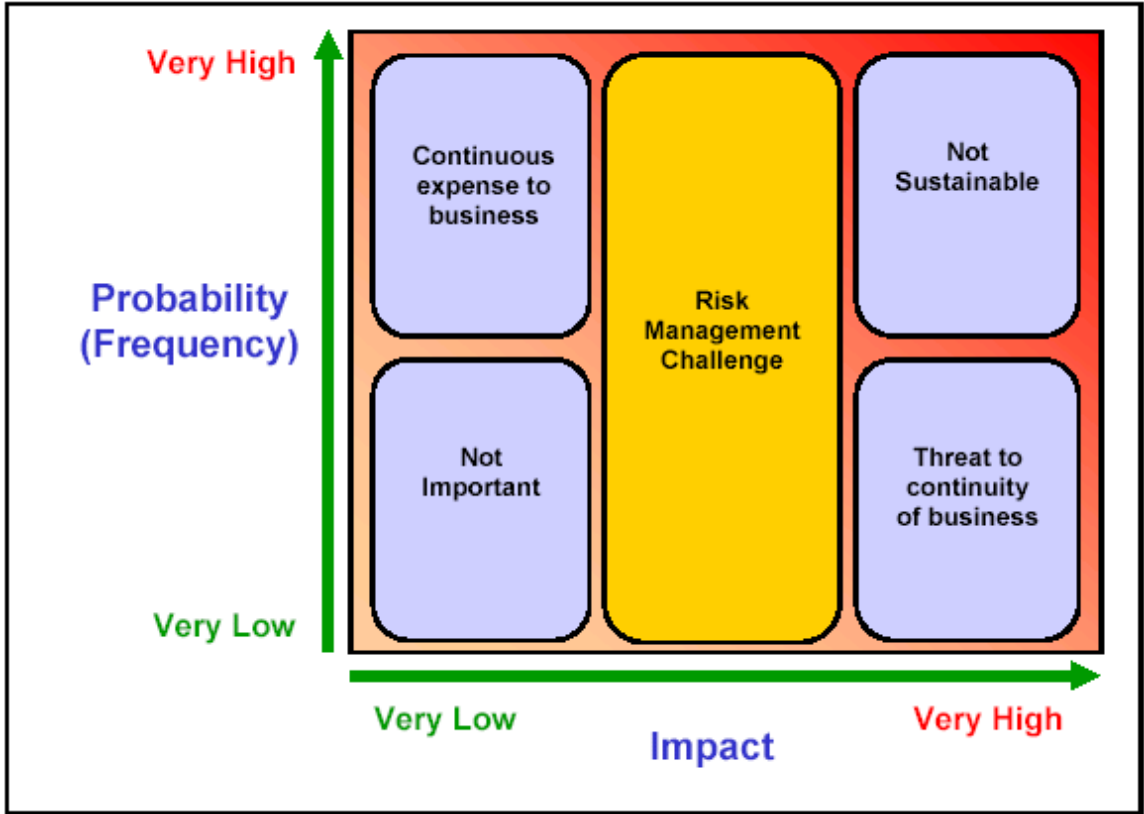 Very High
Continuous
expense to
business
Not
Sustainable
Probability
(Frequency)
Risk
Management
Challenge
Not
Important
Threat to
continuity
of business
Very Low
Very Low
Very High
Impact